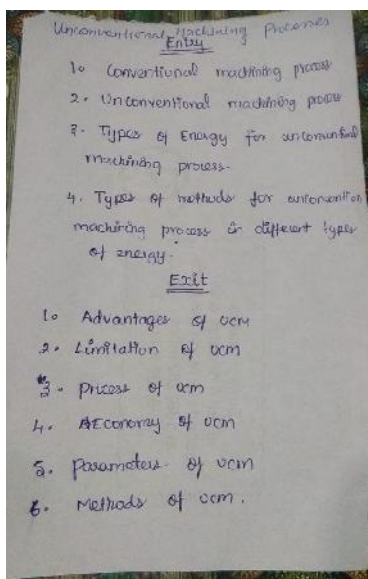 Unconventional Machining Processes
Entry
1. Conventional machining process
2. Unconventional machining process
3. Types of Energy for unconventional
machining process.
4. Types of methods for unconvention
machining process in different types
of energy.
Exit
1. Advantages of UCM
2. Limitation of UCM
3. Process of UCM
4. Economy of UCM
5. Parameters of UCM
6. Methods of UCM.